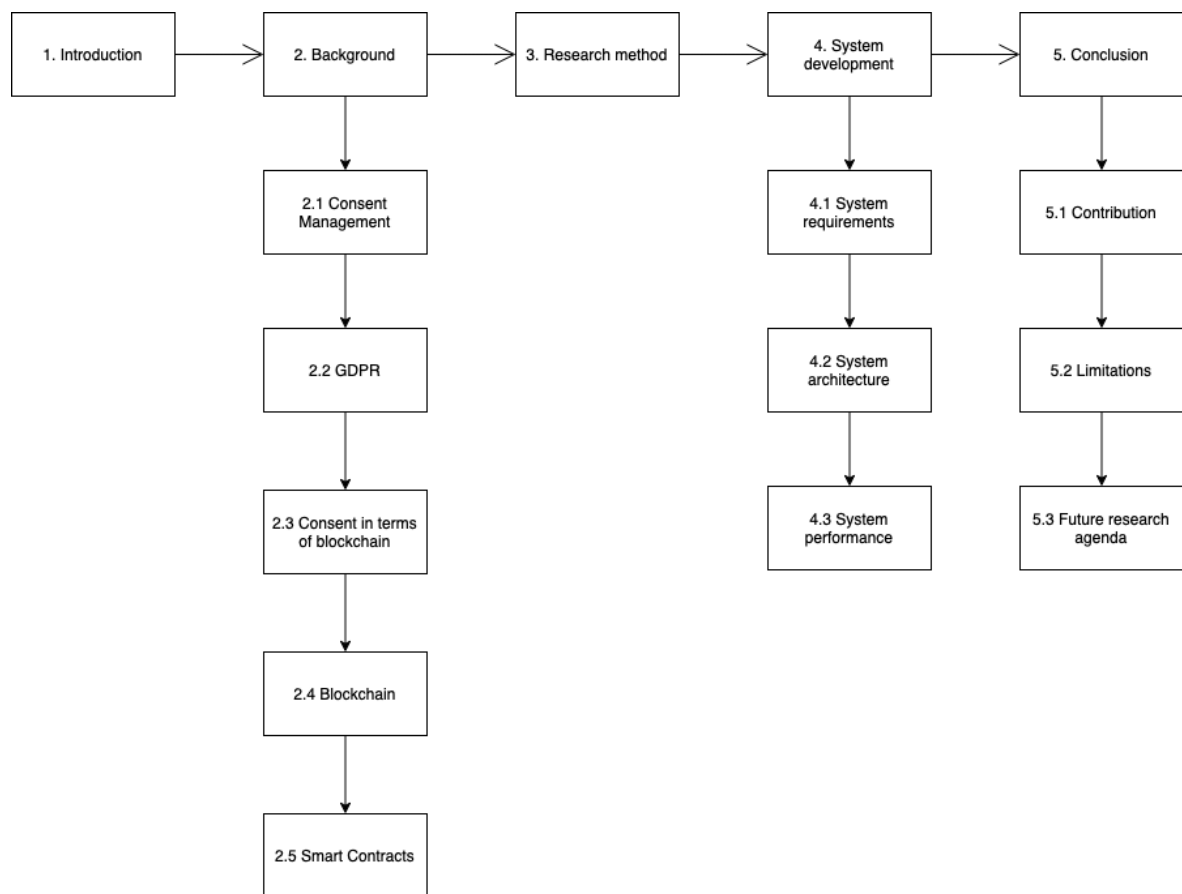 1. Introduction
2. Background
3. Research method
4. System
development
5. Conclusion
2.1 Consent
Management
4.1 System
requirements
5.1 Contribution
2.2 GDPR
4.2 System
architecture
5.2 Limitations
2.3 Consent in terms
of blockchain
4.3 System
performance
5.3 Future research
agenda
2.4 Blockchain
2.5 Smart Contracts